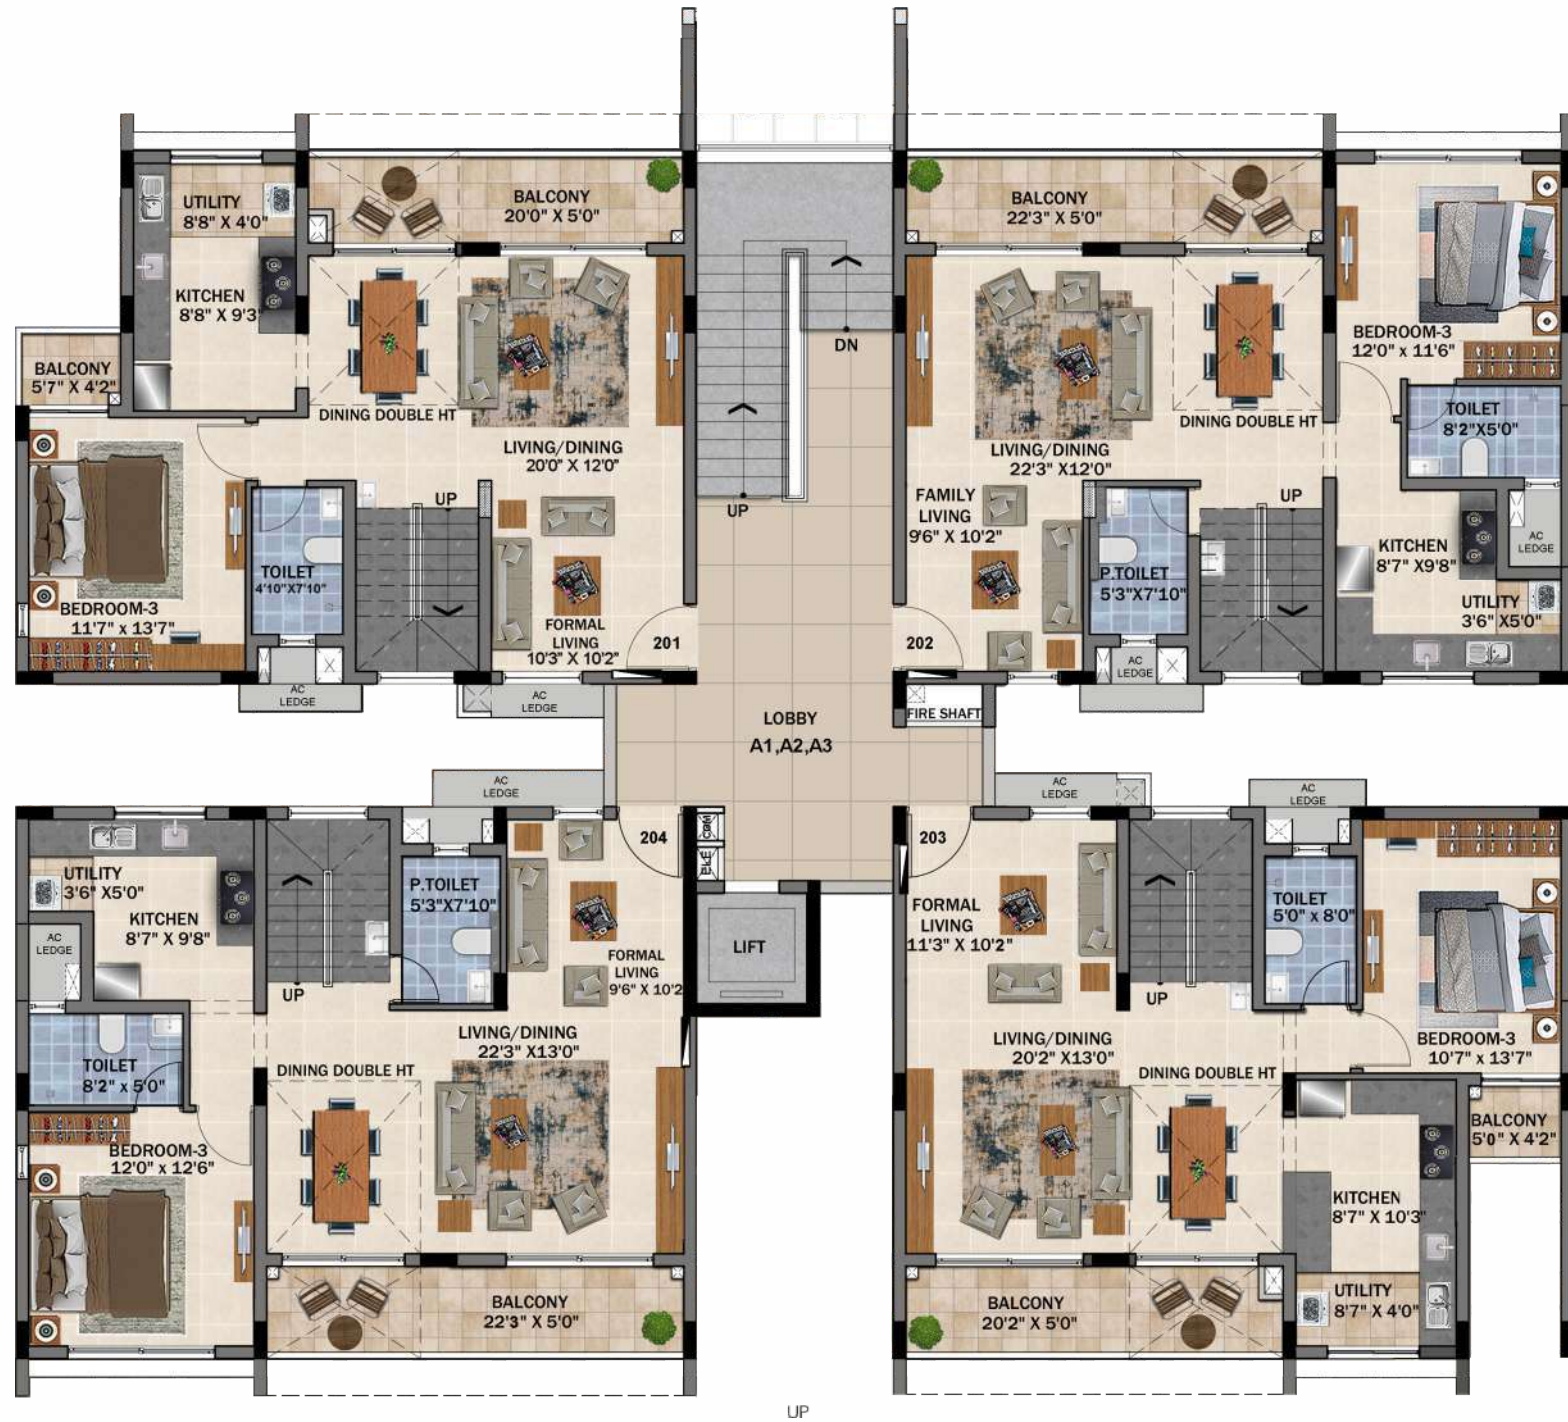 UTILITY
8'8" X 4'0"
BALCONY
20'0" X 5'0"
KITCHEN
8'8" X 9'3"
BALCONY
5'7" X 4'2"
DINING DOUBLE HT
LIVING/DINING
20'0" X 12'0"
UP
TOILET
4'10"X7'10"
BEDROOM-3
11'7" x 13'7"
FORMAL
LIVING
10'3" X 10'2"
201
AC
LEDGE
AC
LEDGE
DN
UP
BALCONY
22'3" X 5'0"
BEDROOM-3
12'0" x 11'6"
DINING DOUBLE HT
TOILET
8'2"X5'0"
LIVING/DINING
22'3" X12'0"
FAMILY
LIVING
9'6" X 10'2"
UP
P.TOILET
5'3"X7'10"
KITCHEN
8'7" X9'8"
AC
LEDGE
UTILITY
3'6"X5'0"
202
AC
LEDGE
FIRE SHAFT
LOBBY
A1,A2,A3
AC
LEDGE
204
COM
ELE
UTILITY
3'6" X5'0"
P.TOILET
5'3"X7'10"
KITCHEN
8'7" X 9'8"
AC
LEDGE
FORMAL
LIVING
9'6" X 10'2
LIFT
UP
LIVING/DINING
22'3" X13'0"
TOILET
8'2" x 5'0"
DINING DOUBLE HT
BEDROOM-3
12'0" x 12'6"
BALCONY
22'3" X 5'0"
AC
LEDGE
AC
LEDGE
203
FORMAL
LIVING
11'3" X 10'2"
TOILET
5'0" x 8'0"
UP
LIVING/DINING
20'2" X13'0"
BEDROOM-3
10'7" x 13'7"
DINING DOUBLE HT
BALCONY
5'0" X 4'2"
KITCHEN
8'7" X 10'3"
BALCONY
20'2" X 5'0"
UTILITY
8'7" X 4'0"
UP